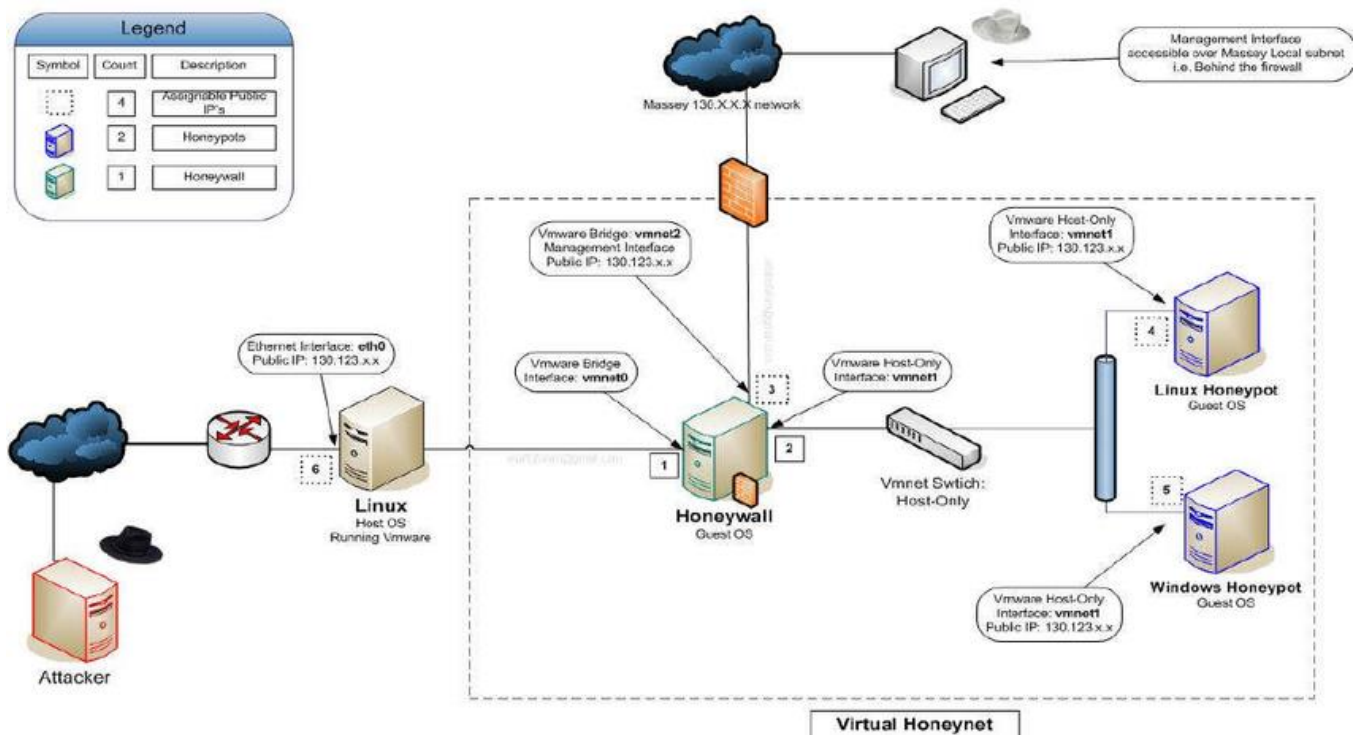 Legend
Symbol Count Description
4 Assignable Public
IP's
2 Honeypots
1 Honeywall
Massey 130.X.X.X network
Management Interface
accessible over Massey Local subnet
i.e. Behind the firewall
Vmware Bridge: vmnet2
Management Interface
Public IP: 130.123.x.x
Vmware Host-Only
Interface: vmnet1
Public IP: 130.123.x.x
4
Linux Honeypot
Guest OS
Ethernet Interface: eth0
Public IP: 130.123.x.x
Vmware Bridge
Interface: vmnet0
3
Vmware Host-Only
Interface: vmnet1
6
Linux
Host OS
Running Vmware
1
2
Honeywall
Guest OS
Vmnet Swtich:
Host-Only
5
Windows Honeypot
Guest OS
Vmware Host-Only
Interface: vmnet1
Public IP: 130.123.x.x
Attacker
Virtual Honeynet